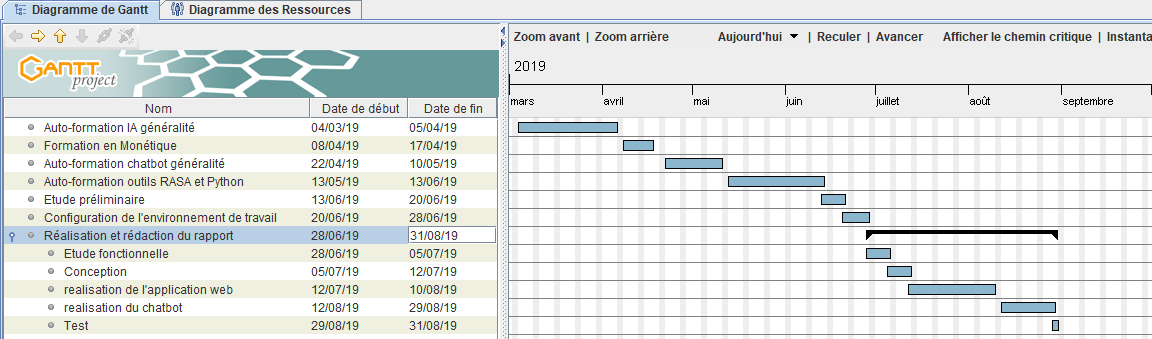 Diagramme de Gantt Diagramme des Ressources
Zoom avant | Zoom arrière Aujourd'hui | Reculer | Avancer Afficher le chemin critique | Instanta
GANTT project
2019
mars avril mai juin juillet août septembre
Nom Date de début Date de fin
Auto-formation IA généralité 04/03/19 05/04/19
Formation en Monétique 08/04/19 17/04/19
Auto-formation chatbot généralité 22/04/19 10/05/19
Auto-formation outils RASA et Python 13/05/19 13/06/19
Etude préliminaire 13/06/19 20/06/19
Configuration de l'environnement de travail 20/06/19 28/06/19
Réalisation et rédaction du rapport 28/06/19 31/08/19
Etude fonctionnelle 28/06/19 05/07/19
Conception 05/07/19 12/07/19
realisation de l'application web 12/07/19 10/08/19
realisation du chatbot 12/08/19 29/08/19
Test 29/08/19 31/08/19